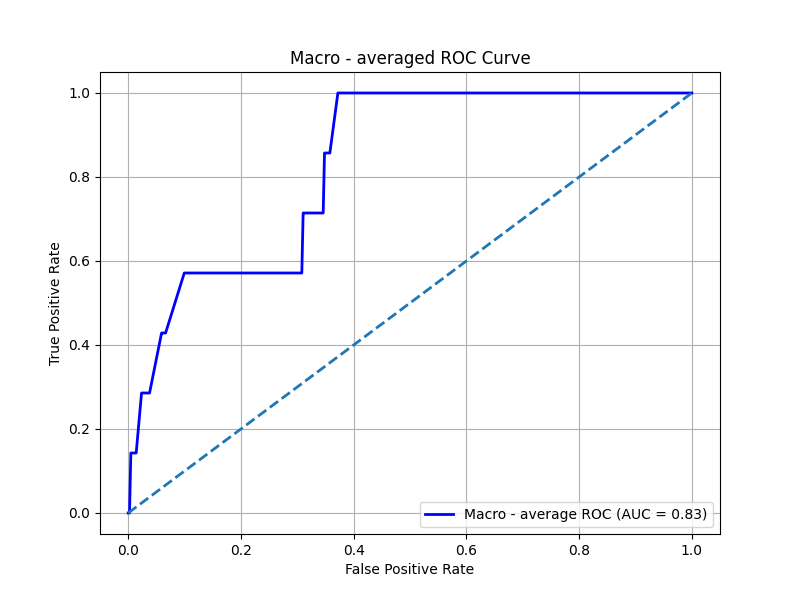 Macro - averaged ROC Curve
True Positive Rate
1.0
0.8
0.6
0.4
0.2
0.0
0.0 0.2 0.4 0.6 0.8 1.0
False Positive Rate
Macro - average ROC (AUC = 0.83)